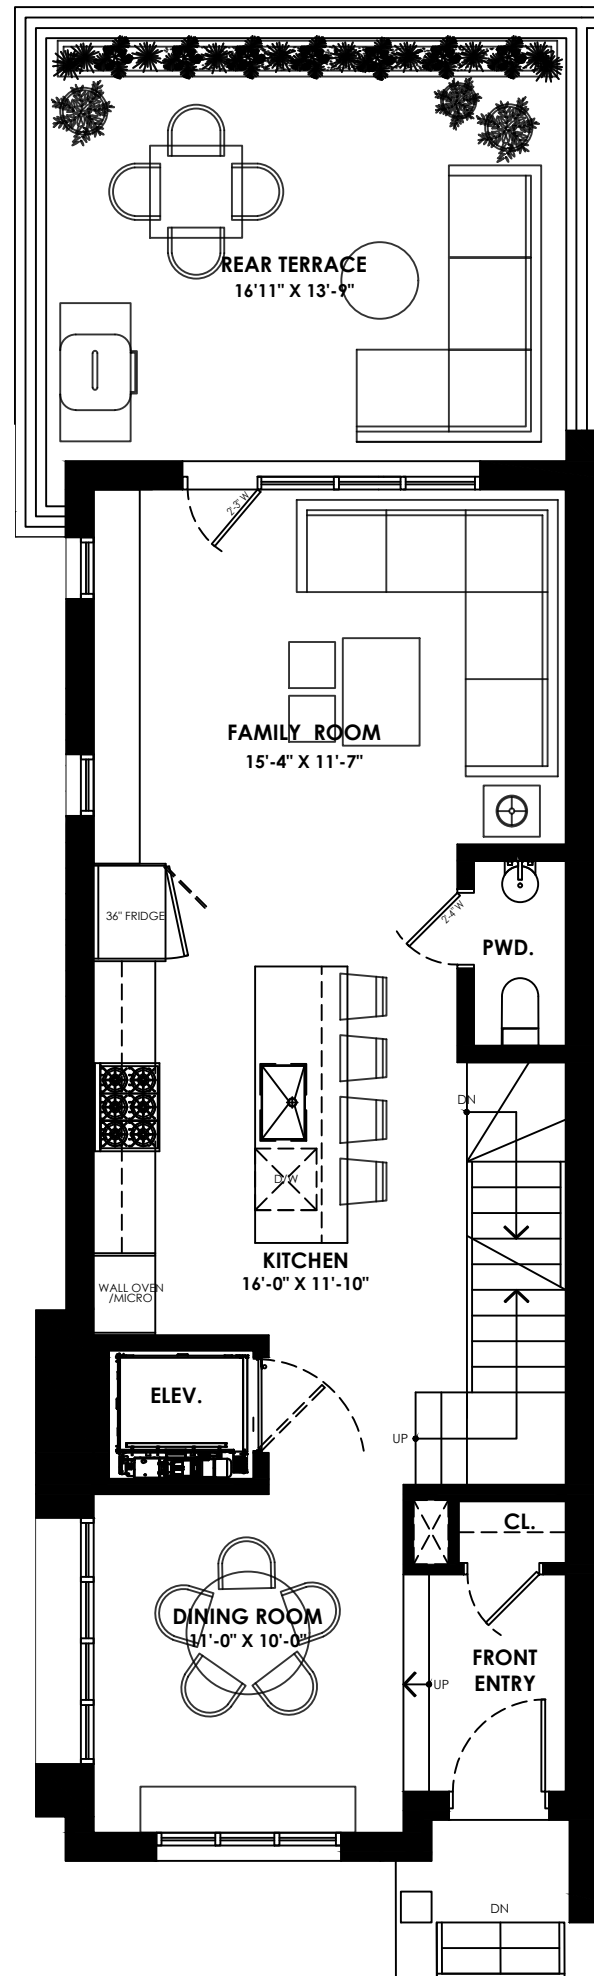 REAR TERRACE
16'11" X 13'-9"
2'-3"W
FAMILY ROOM
15'-4" X 11'-7"
36" FRIDGE
2'-4"W
PWD.
DN
D/W
KITCHEN
16'-0" X 11'-10"
WALL OVEN
/MICRO
ELEV.
UP
CL.
DINING ROOM
11'-0" X 10'-0"
FRONT
ENTRY
UP
DN